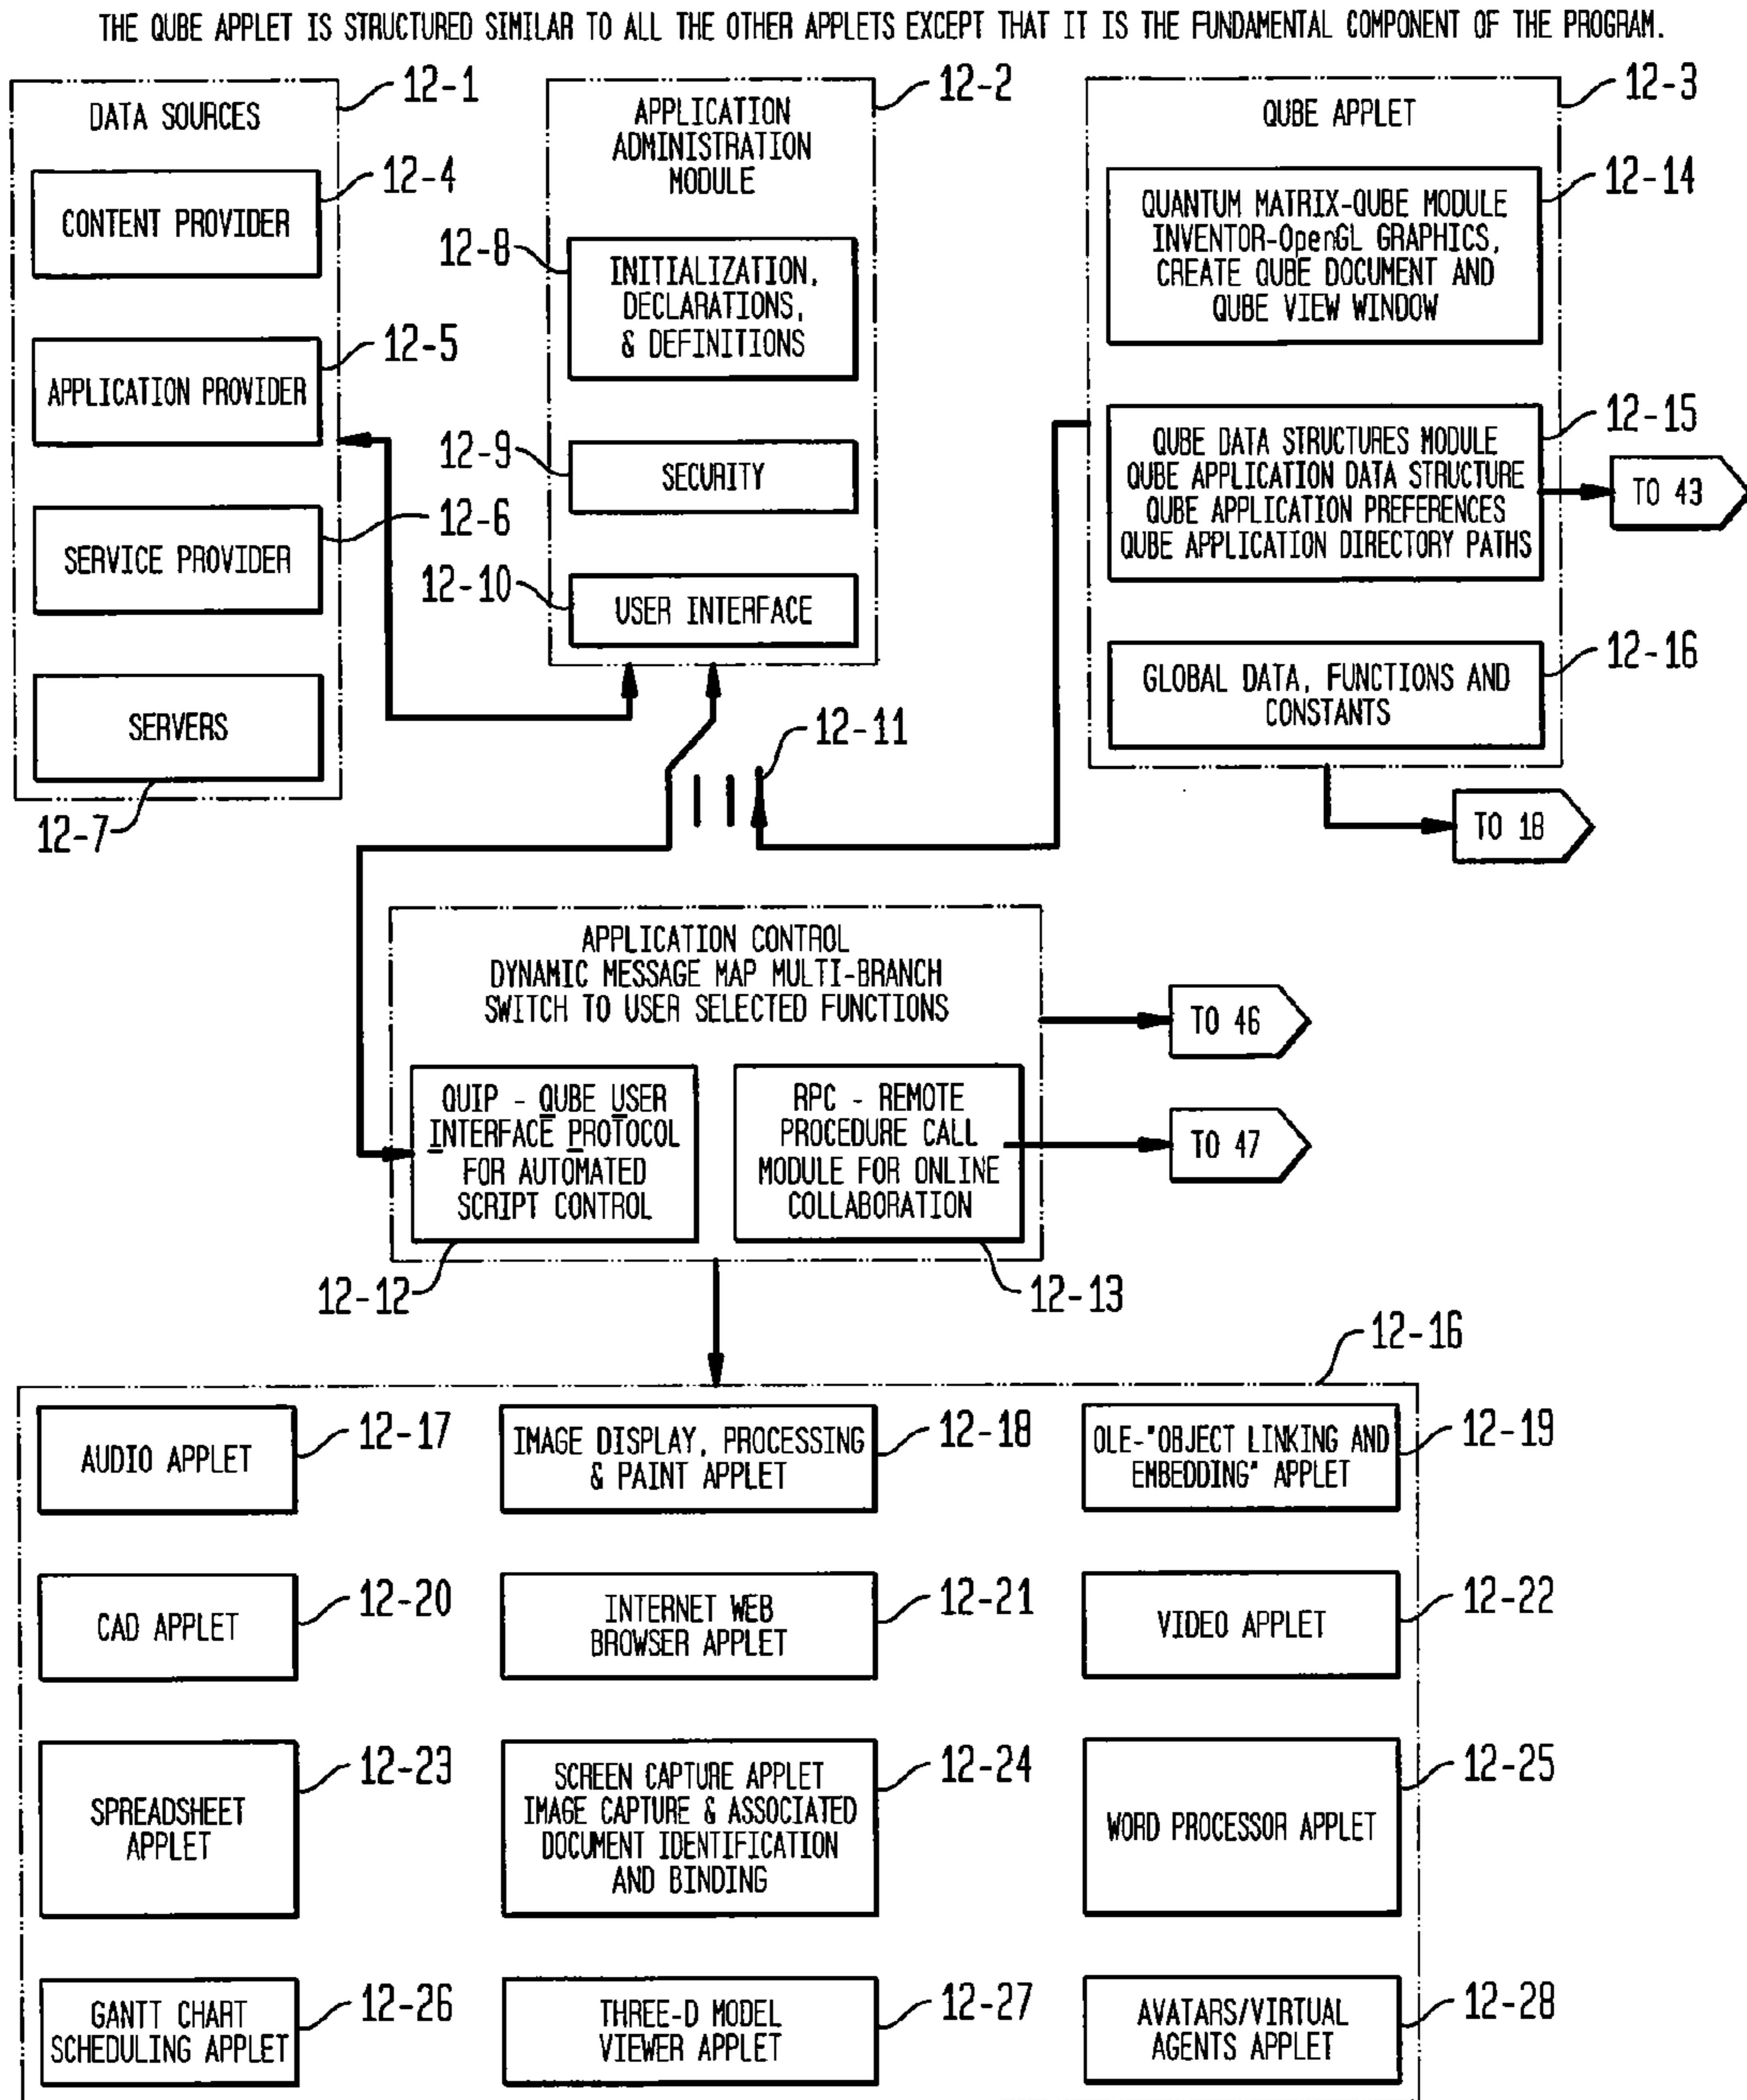 THE QUBE APPLET IS STRUCTURED SIMILAR TO ALL THE OTHER APPLETS EXCEPT THAT IT IS THE FUNDAMENTAL COMPONENT OF THE PROGRAM.
DATA SOURCES
12-1
CONTENT PROVIDER
12-4
APPLICATION PROVIDER
12-5
SERVICE PROVIDER
12-6
SERVERS
12-7
APPLICATION
ADMINISTRATION
MODULE
12-2
12-8
INITIALIZATION,
DECLARATIONS,
& DEFINITIONS
12-9
SECURITY
12-10
USER INTERFACE
12-11
QUBE APPLET
12-3
QUANTUM MATRIX-QUBE MODULE
INVENTOR-OpenGL GRAPHICS,
CREATE QUBE DOCUMENT AND
QUBE VIEW WINDOW
12-14
QUBE DATA STRUCTURES MODULE
QUBE APPLICATION DATA STRUCTURE
QUBE APPLICATION PREFERENCES
QUBE APPLICATION DIRECTORY PATHS
12-15
TO 43
GLOBAL DATA, FUNCTIONS AND
CONSTANTS
12-16
TO 18
APPLICATION CONTROL
DYNAMIC MESSAGE MAP MULTI-BRANCH
SWITCH TO USER SELECTED FUNCTIONS
TO 46
QUIP - QUBE USER
INTERFACE PROTOCOL
FOR AUTOMATED
SCRIPT CONTROL
12-12
RPC - REMOTE
PROCEDURE CALL
MODULE FOR ONLINE
COLLABORATION
12-13
TO 47
12-16
AUDIO APPLET
12-17
IMAGE DISPLAY, PROCESSING
& PAINT APPLET
12-18
OLE-"OBJECT LINKING AND
EMBEDDING" APPLET
12-19
CAD APPLET
12-20
INTERNET WEB
BROWSER APPLET
12-21
VIDEO APPLET
12-22
SPREADSHEET
APPLET
12-23
SCREEN CAPTURE APPLET
IMAGE CAPTURE & ASSOCIATED
DOCUMENT IDENTIFICATION
AND BINDING
12-24
WORD PROCESSOR APPLET
12-25
GANTT CHART
SCHEDULING APPLET
12-26
THREE-D MODEL
VIEWER APPLET
12-27
AVATARS/VIRTUAL
AGENTS APPLET
12-28